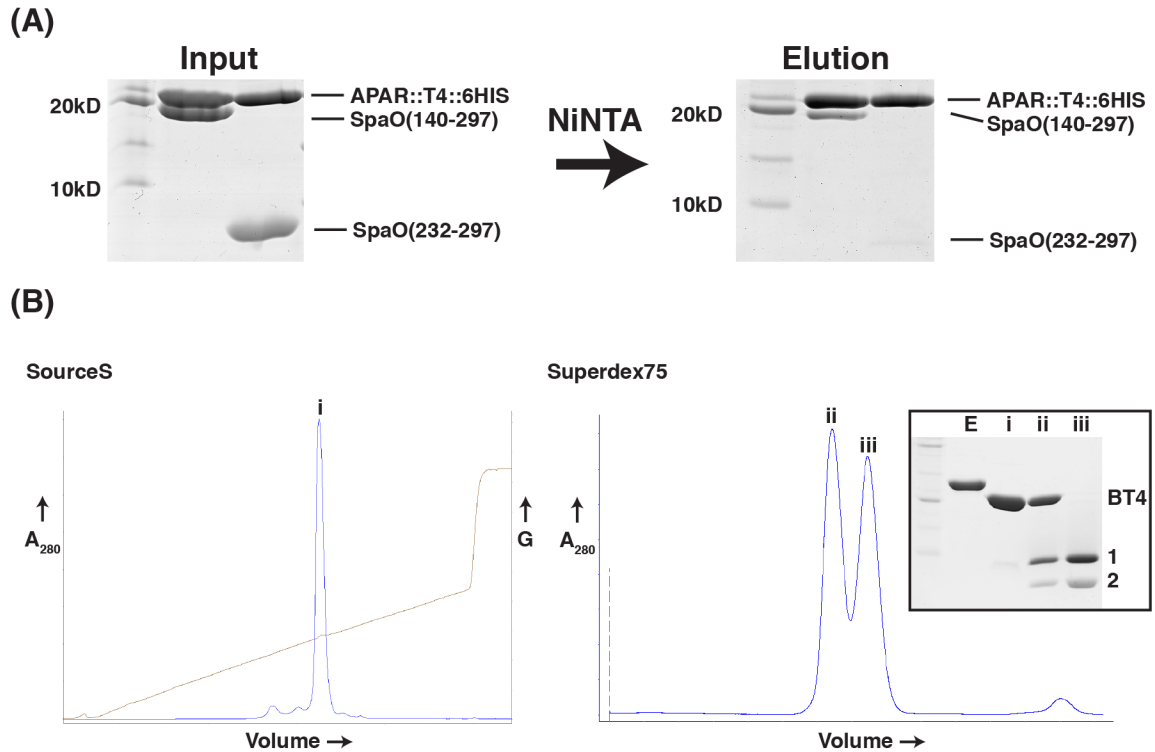 (A)
Input
Elution
20kD
APAR::T4::6HIS
SpaO(140-297)
10kD
SpaO(232-297)
NiNTA
20kD
APAR::T4::6HIS
SpaO(140-297)
10kD
SpaO(232-297)
(B)
SourceS
Superdex75
i
A280
G
Volume
ii
iii
A280
Volume
E i ii iii
BT4
1
2